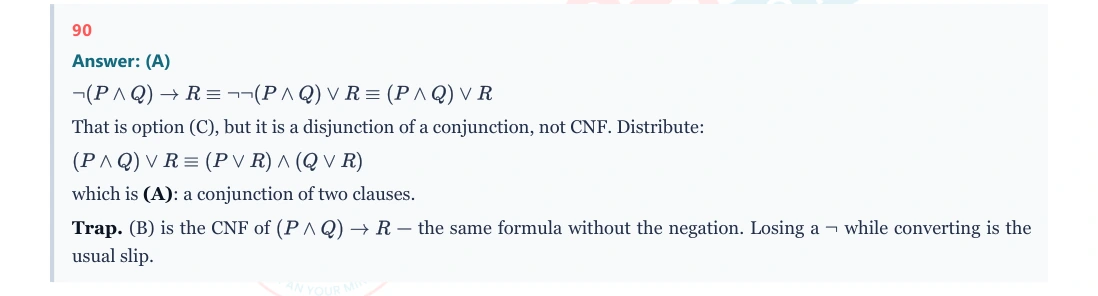 90
Answer: (A)
¬(P ∧ Q) → R ≡ ¬¬(P ∧ Q) ∨ R ≡ (P ∧ Q) ∨ R
That is option (C), but it is a disjunction of a conjunction, not CNF. Distribute:
(P ∧ Q) ∨ R ≡ (P ∨ R) ∧ (Q ∨ R)
which is (A): a conjunction of two clauses.
Trap. (B) is the CNF of (P ∧ Q) → R — the same formula without the negation. Losing a ¬ while converting is the
usual slip.
AN YOUR